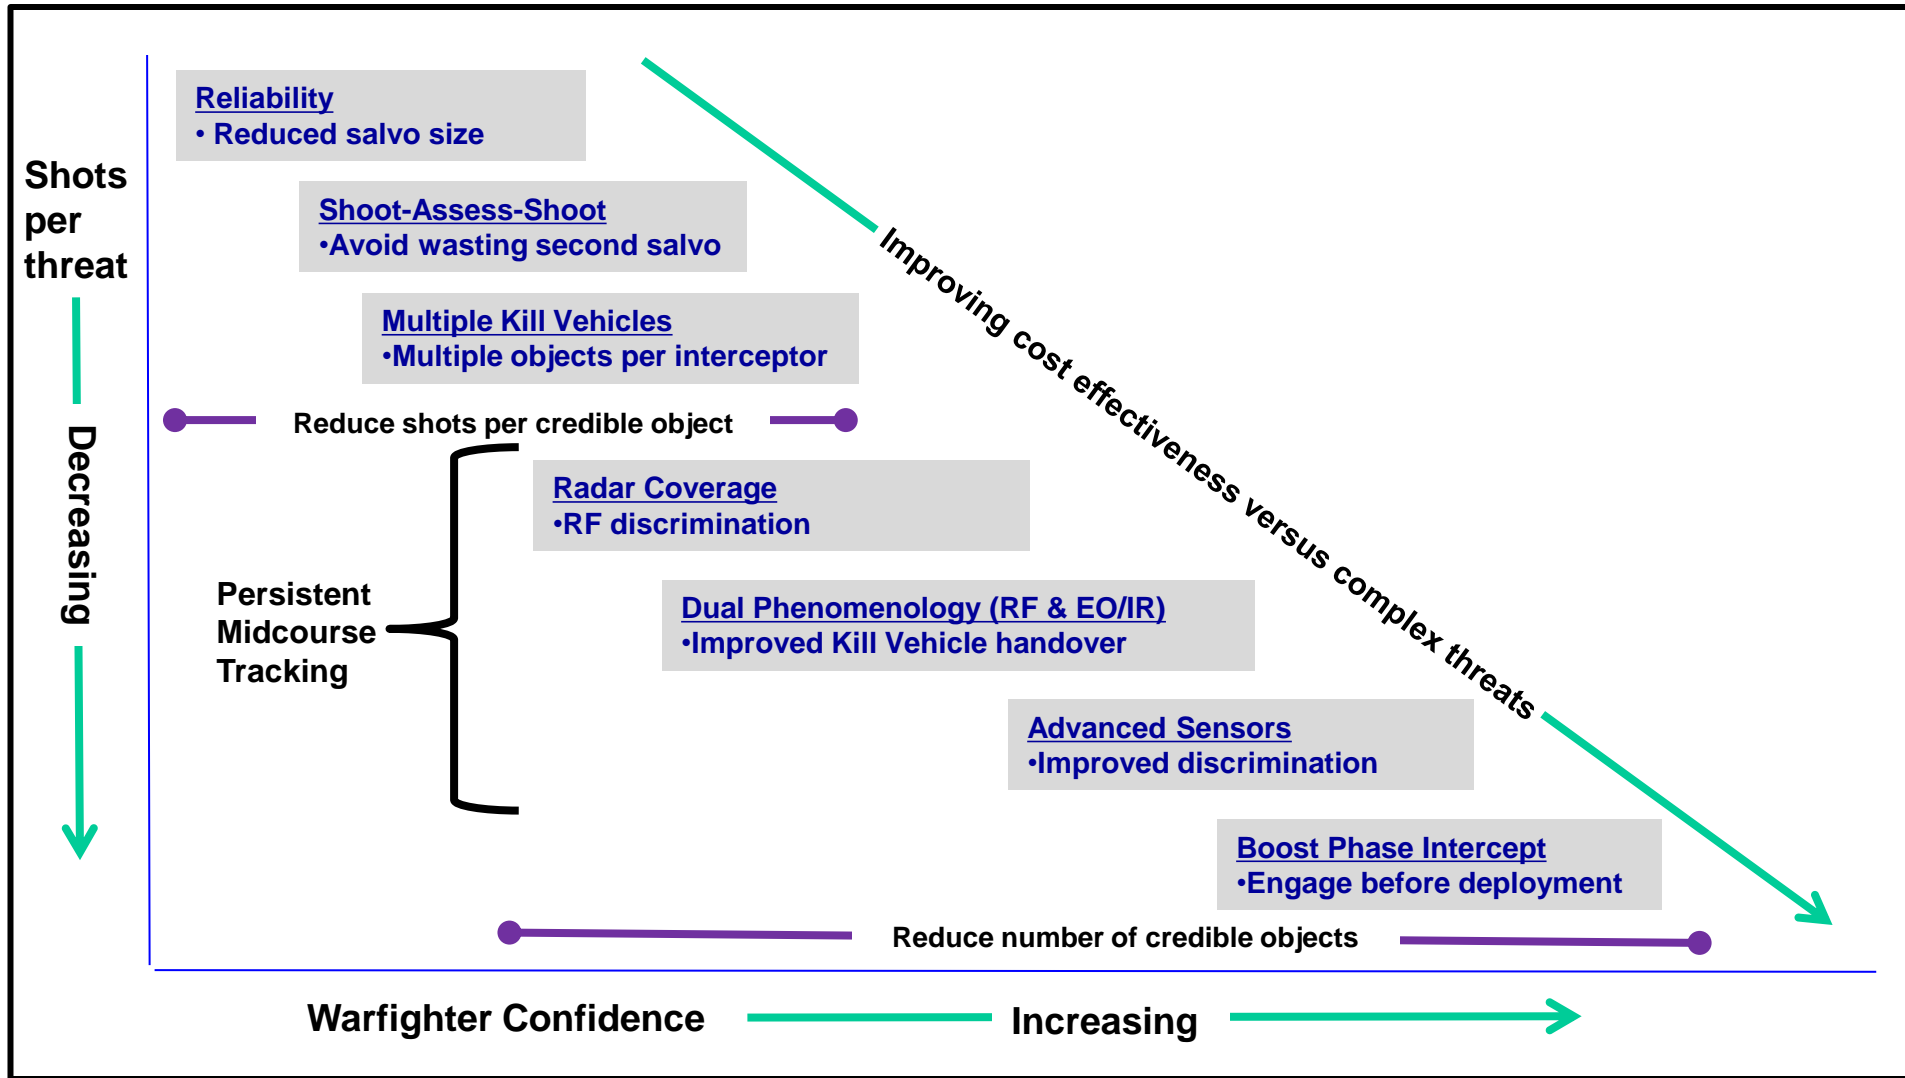 Reliability
• Reduced salvo size
Shots
per
threat
Shoot-Assess-Shoot
•Avoid wasting second salvo
Improving cost effectiveness versus complex threats
Multiple Kill Vehicles
•Multiple objects per interceptor
Reduce shots per credible object
Decreasing
Radar Coverage
•RF discrimination
Persistent
Midcourse
Tracking
Dual Phenomenology (RF & EO/IR)
•Improved Kill Vehicle handover
Advanced Sensors
•Improved discrimination
Boost Phase Intercept
•Engage before deployment
Reduce number of credible objects
Warfighter Confidence
Increasing